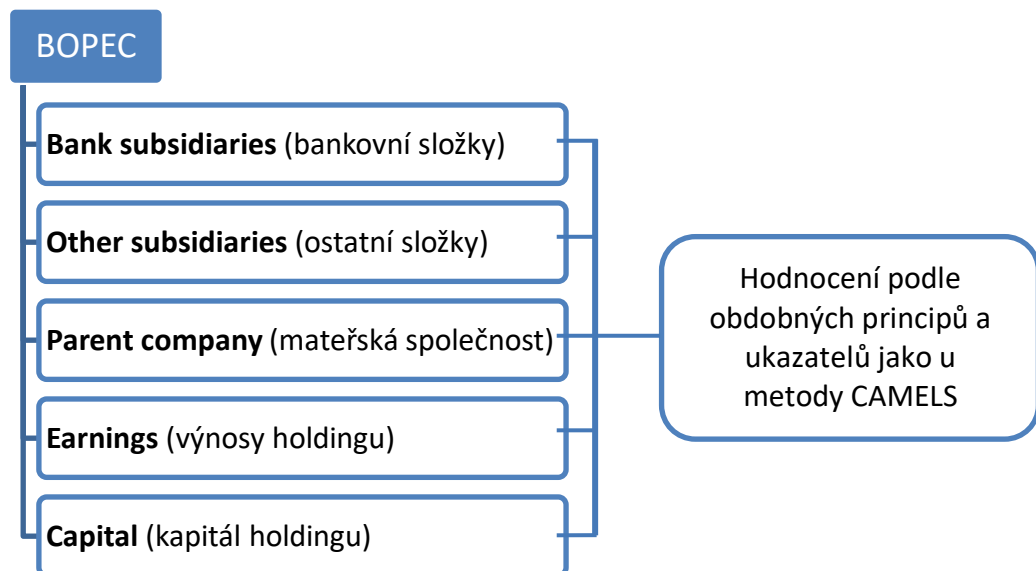 BOPEC
Bank subsidiaries (bankovní složky)
Other subsidiaries (ostatní složky)
Parent company (mateřská společnost)
Earnings (výnosy holdingu)
Capital (kapitál holdingu)
Hodnocení podle
obdobných principů a
ukazatelů jako u
metody CAMELS